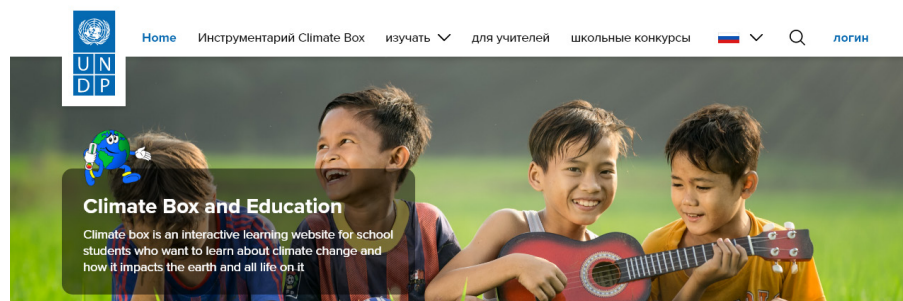 Home Инструментарий Climate Box изучать для учителей школьные конкурсы логин
U N
D P
Climate Box and Education
Climate box is an interactive learning website for school
students who want to learn about climate change and
how it impacts the earth and all life on it